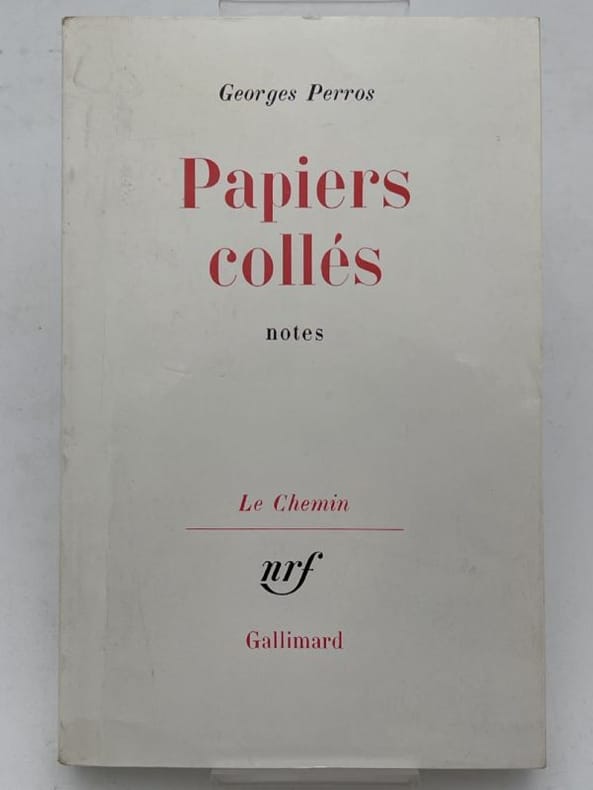 Georges Perros
Papiers
collés
notes
Le Chemin
nrf
Gallimard